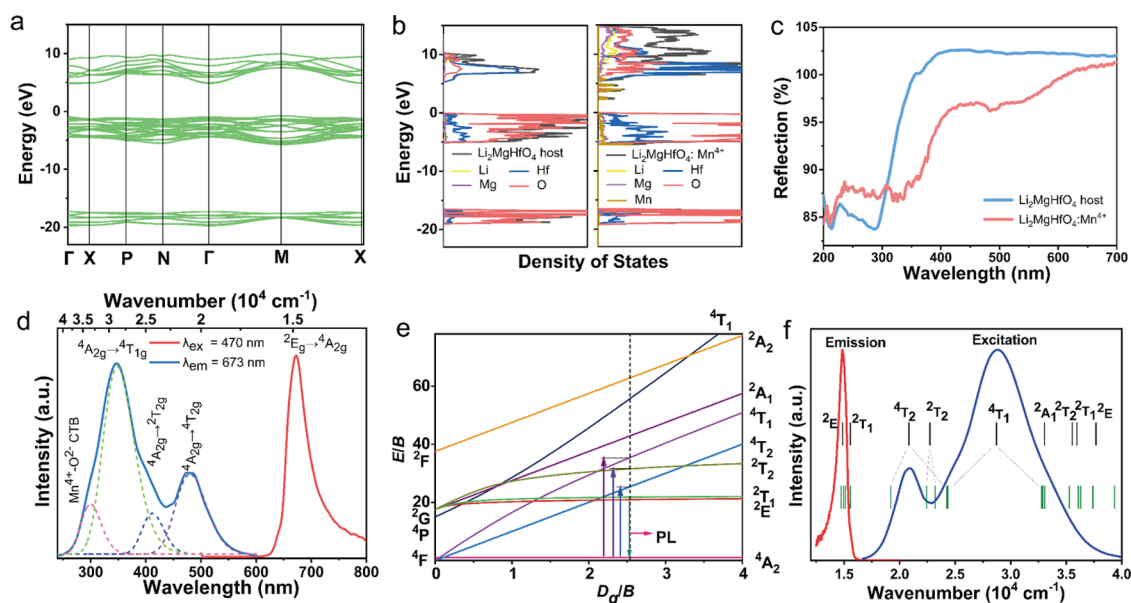 a
Energy (eV)
10
0
-10
-20
Γ X P N Γ M X
b
Energy (eV)
10
0
-10
-20
Li₂MgHfO₄ host
Li Hf
Mg O
Li₂MgHfO₄: Mn⁴⁺
Li Hf
Mg O
Mn
Density of States
c
Reflection (%)
100
95
90
85
Li₂MgHfO₄ host
Li₂MgHfO₄:Mn⁴⁺
200 300 400 500 600 700
Wavelength (nm)
d
Wavenumber (10⁴ cm⁻¹)
4 3.5 3 2.5 2 1.5
⁴A₂g→⁴T₁g
λex = 470 nm
λem = 673 nm
²Eg→⁴A₂g
Mn⁴⁺-O²⁻ CTB
⁴A₂g→²T₂g
⁴A₂g→⁴T₂g
Intensity (a.u.)
300 400 500 600 700 800
Wavelength (nm)
e
E/B
60
40
20
0
²F
²G
⁴P
⁴F
⁴T₁
²A₂
²A₁
⁴T₁
⁴T₂
²T₂
²T₁
²E
⁴A₂
PL
0 1 2 3 4
Dq/B
f
Emission Excitation
Intensity (a.u.)
²E ²T₁ ⁴T₂ ²T₂ ⁴T₁ ²A₁ ²T₂ ²T₁ ²E
1.5 2.0 2.5 3.0 3.5 4.0
Wavenumber (10⁴ cm⁻¹)